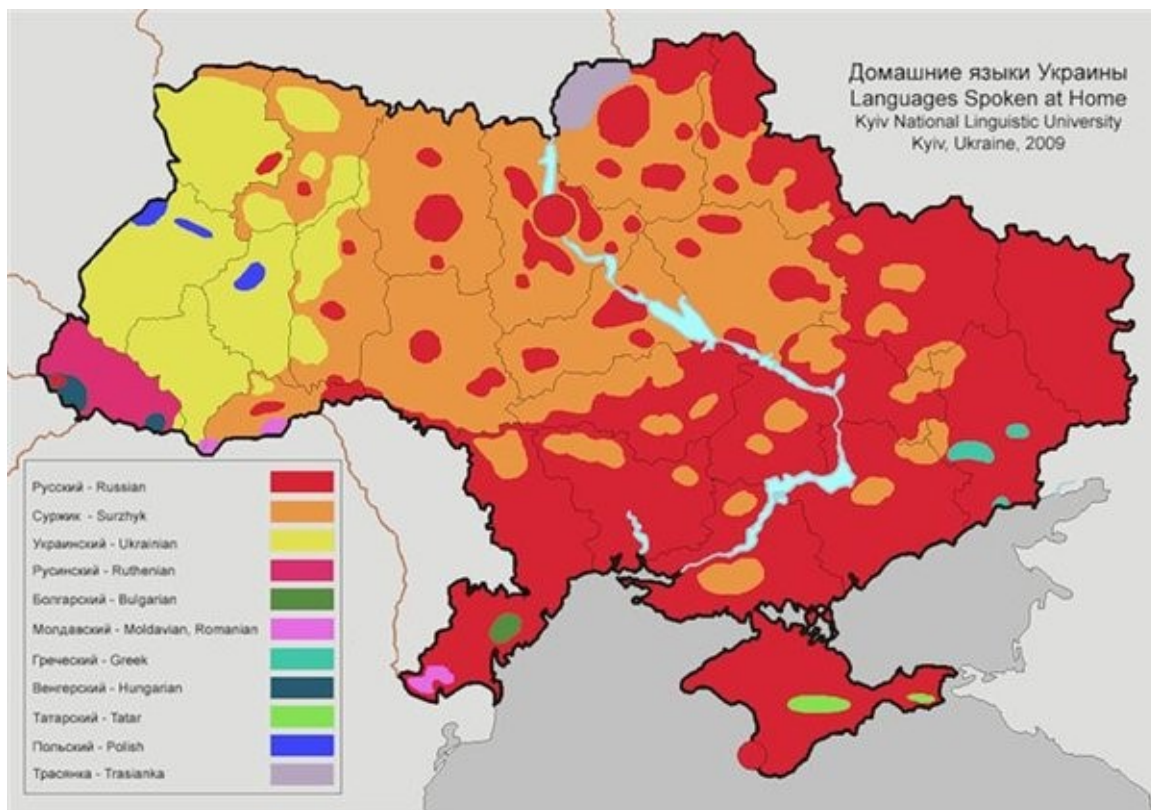 Домашние языки Украины
Languages Spoken at Home
Kyiv National Linguistic University
Kyiv, Ukraine, 2009
Русский - Russian
Суржик - Surzhyk
Украинский - Ukrainian
Русинский - Ruthenian
Болгарский - Bulgarian
Молдавский - Moldavian, Romanian
Греческий - Greek
Венгерский - Hungarian
Татарский - Tatar
Польский - Polish
Трасянка - Trasianka